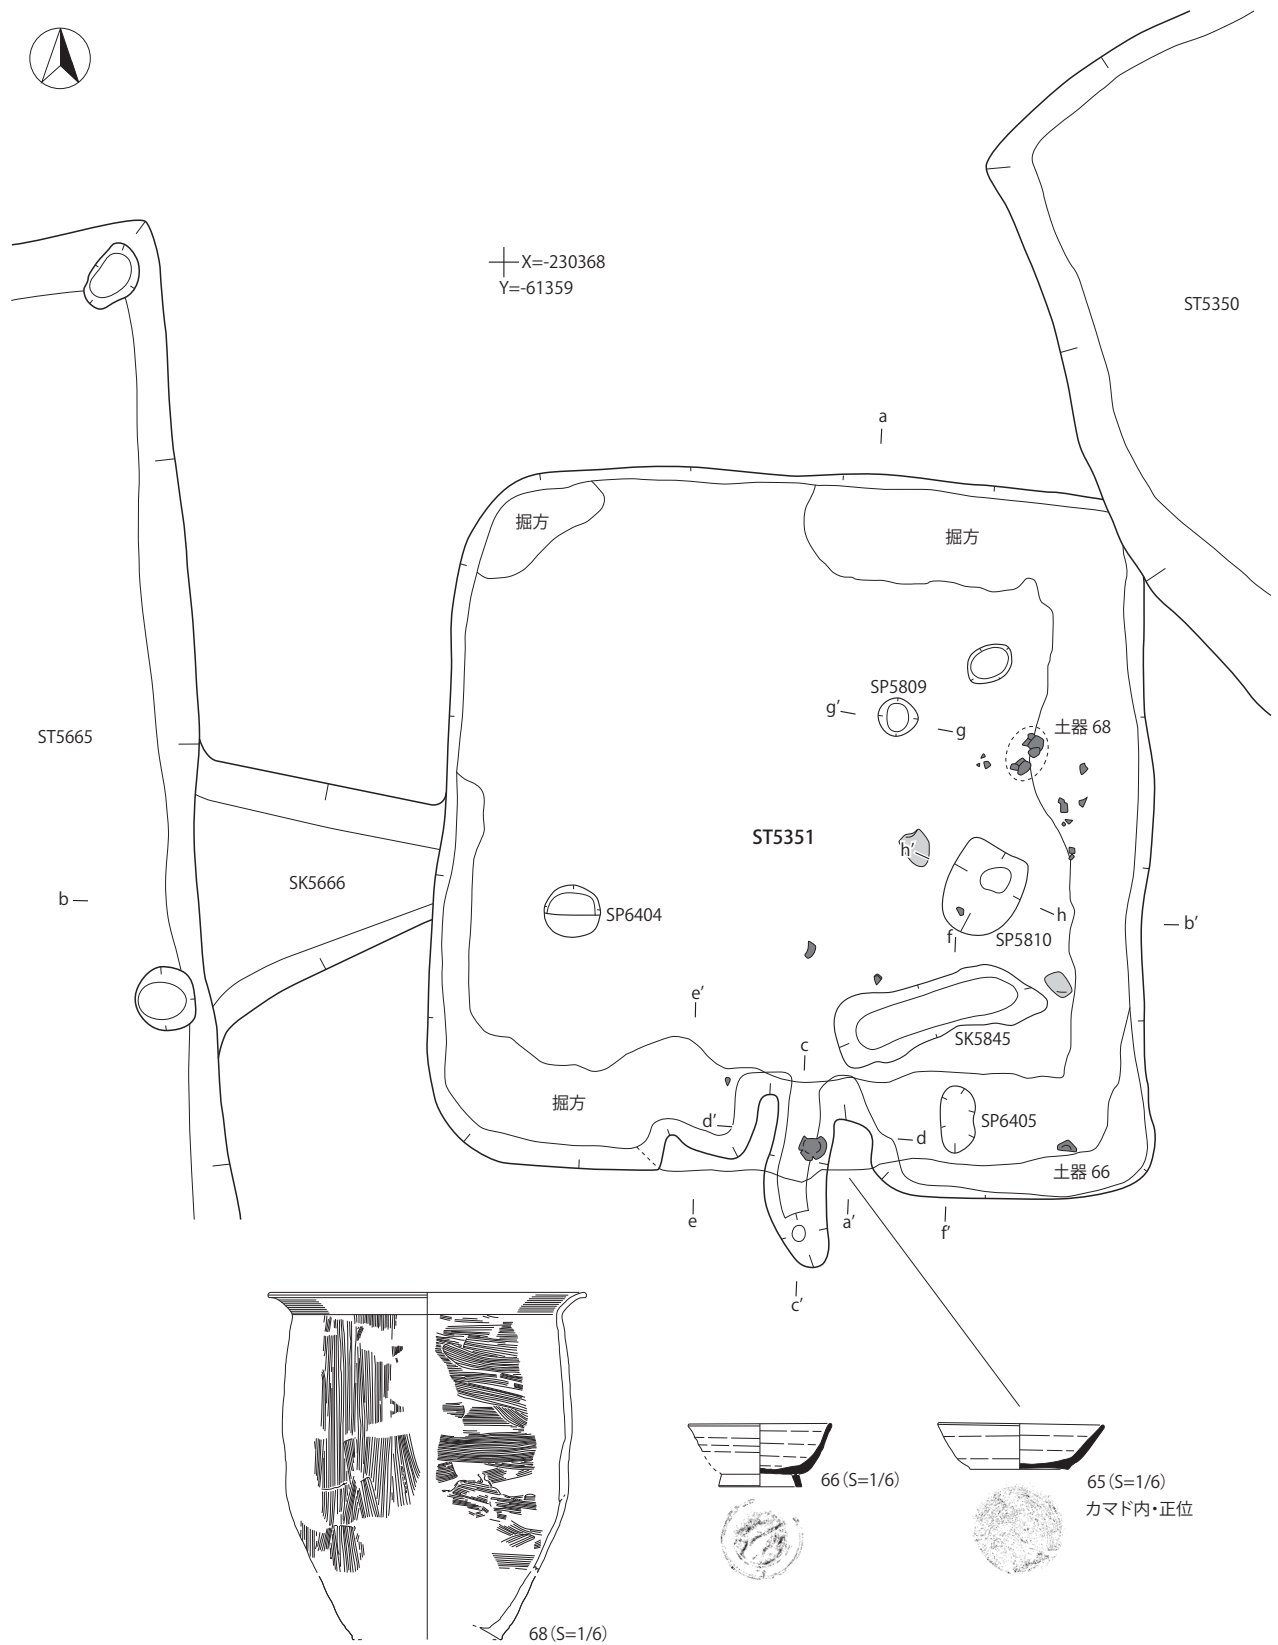 X=-230368
Y=-61359
ST5350
a
掘方
掘方
SP5809
g’
g
土器 68
ST5665
ST5351
h’
SK5666
b
SP6404
h
f
SP5810
b’
e’
SK5845
c
掘方
d’
d
SP6405
土器 66
e
a’
f’
c’
66（S=1/6）
65（S=1/6）
カマド内・正位
68（S=1/6）